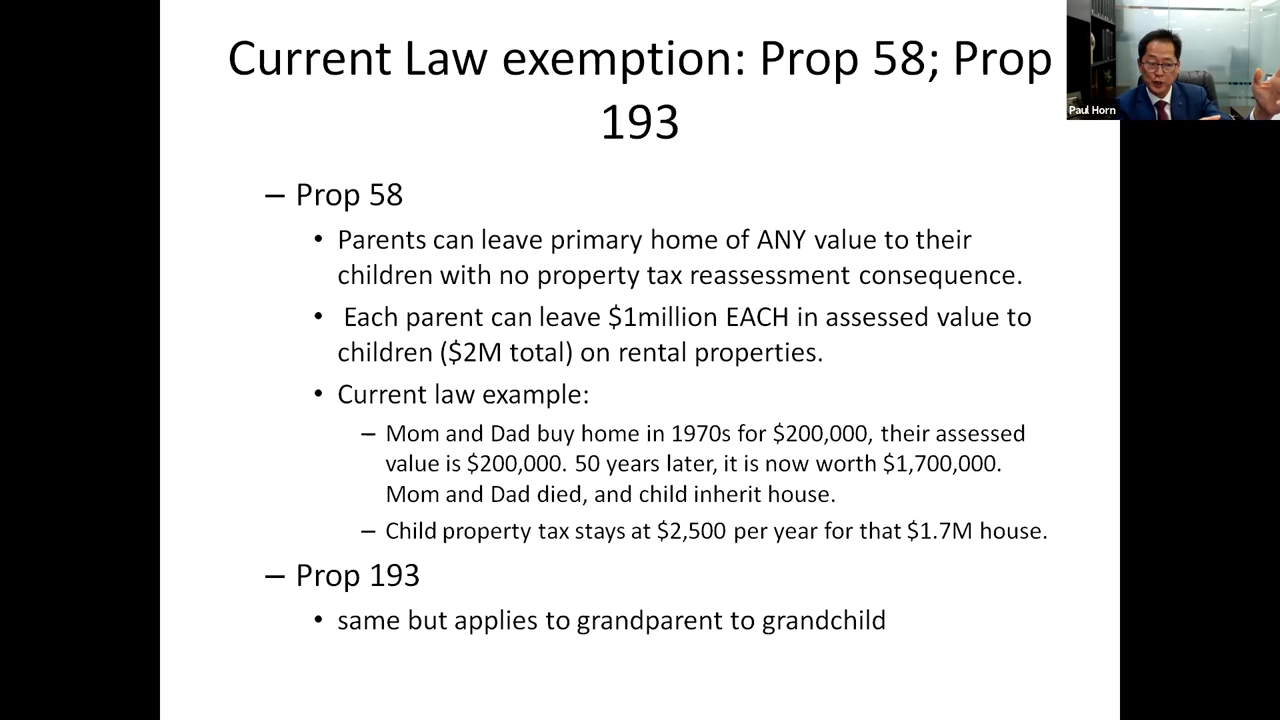 Current Law exemption: Prop 58; Prop
193
Paul Horn
– Prop 58
• Parents can leave primary home of ANY value to their
children with no property tax reassessment consequence.
• Each parent can leave $1million EACH in assessed value to
children ($2M total) on rental properties.
• Current law example:
– Mom and Dad buy home in 1970s for $200,000, their assessed
value is $200,000. 50 years later, it is now worth $1,700,000.
Mom and Dad died, and child inherit house.
– Child property tax stays at $2,500 per year for that $1.7M house.
– Prop 193
• same but applies to grandparent to grandchild